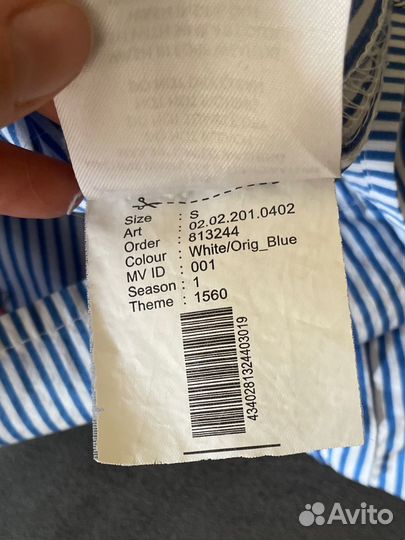 Size : S
Art : 02.02.201.0402
Order : 813244
Colour : White/Orig_Blue
MV ID : 001
Season : 1
Theme : 1560
4340281324403019
Avito